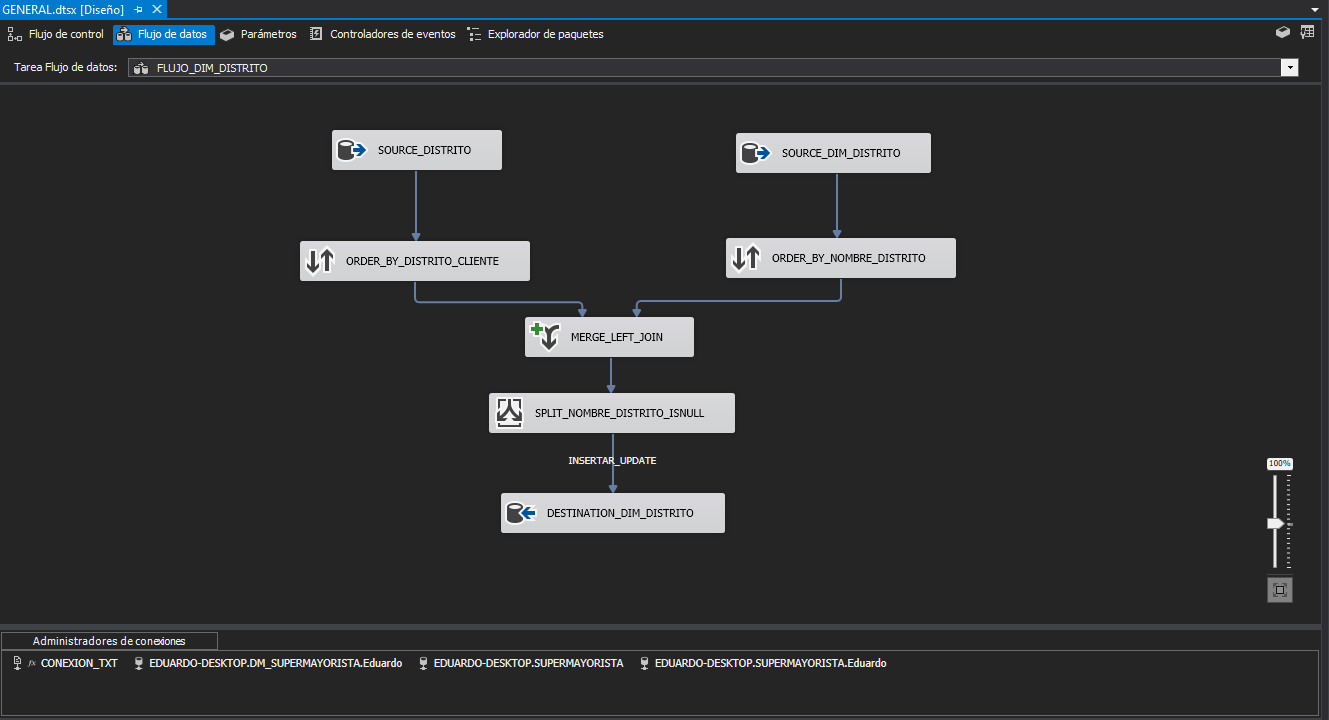 GENERAL.dtsx [Diseño]
Flujo de control
Flujo de datos
Parámetros
Controladores de eventos
Explorador de paquetes
Tarea Flujo de datos:
FLUJO_DIM_DISTRITO
SOURCE_DISTRITO
SOURCE_DIM_DISTRITO
ORDER_BY_DISTRITO_CLIENTE
ORDER_BY_NOMBRE_DISTRITO
MERGE_LEFT_JOIN
SPLIT_NOMBRE_DISTRITO_ISNULL
INSERTAR_UPDATE
100%
DESTINATION_DIM_DISTRITO
Administradores de conexiones
fx CONEXION_TXT
EDUARDO-DESKTOP.DM_SUPERMAYORISTA.Eduardo
EDUARDO-DESKTOP.SUPERMAYORISTA
EDUARDO-DESKTOP.SUPERMAYORISTA.Eduardo